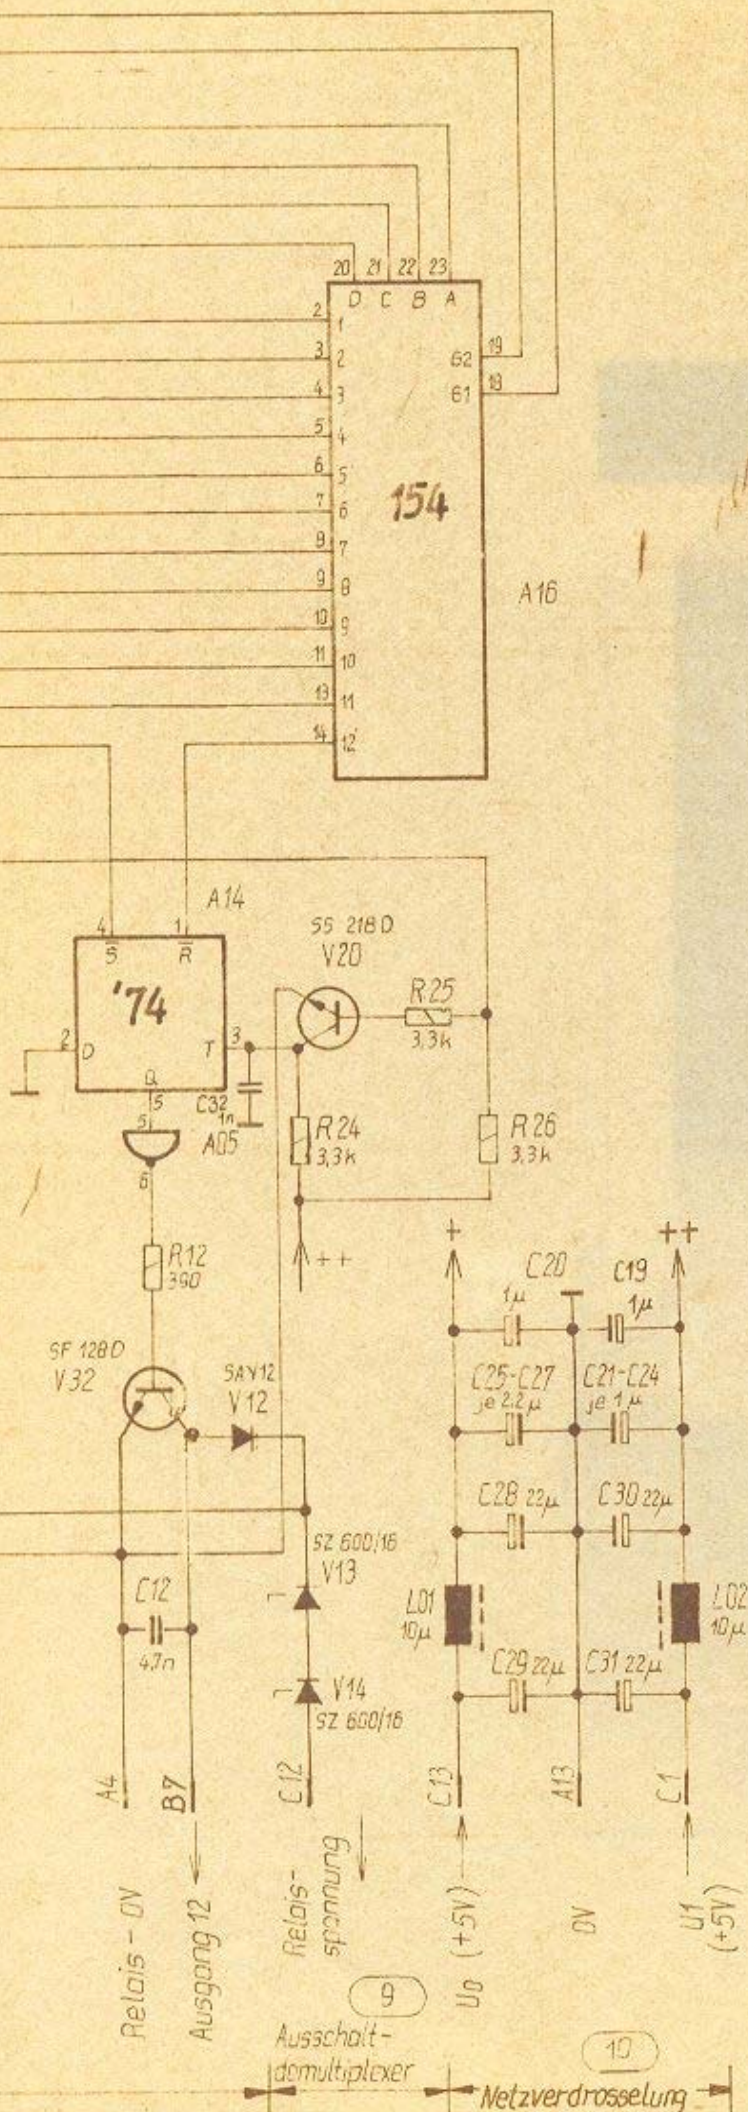 20 21 22 23
D C B A
2 1
3 2
4 3
5 4
6 5
7 6
8 7
9 8
10 9
11 10
13 11
14 12
G2 19
G1 18
154
A16
A14
4 1
S R
'74
2 D
T 3
Q
5
5
6
C32
1n
A05
SS 218D
V20
R25
3,3k
R24
3,3k
R26
3,3k
++
R12
390
SF 128D
V32
SAY12
V12
SZ 600/16
V13
V14
SZ 600/16
C12
4,7n
+ ++
C20 C19
1µ 1µ
C25-C27 C21-C24
je 2,2µ je 1µ
C28 22µ C30 22µ
L01
10µ
L02
10µ
C29 22µ C31 22µ
A4
B7
C12
C13
A13
C1
Relais - 0V
Ausgang 12
Relais-
spannung
U0 (+5V)
0V
U1
(+5V)
9
Ausschalt-
demultiplexer
10
Netzverdrosselung